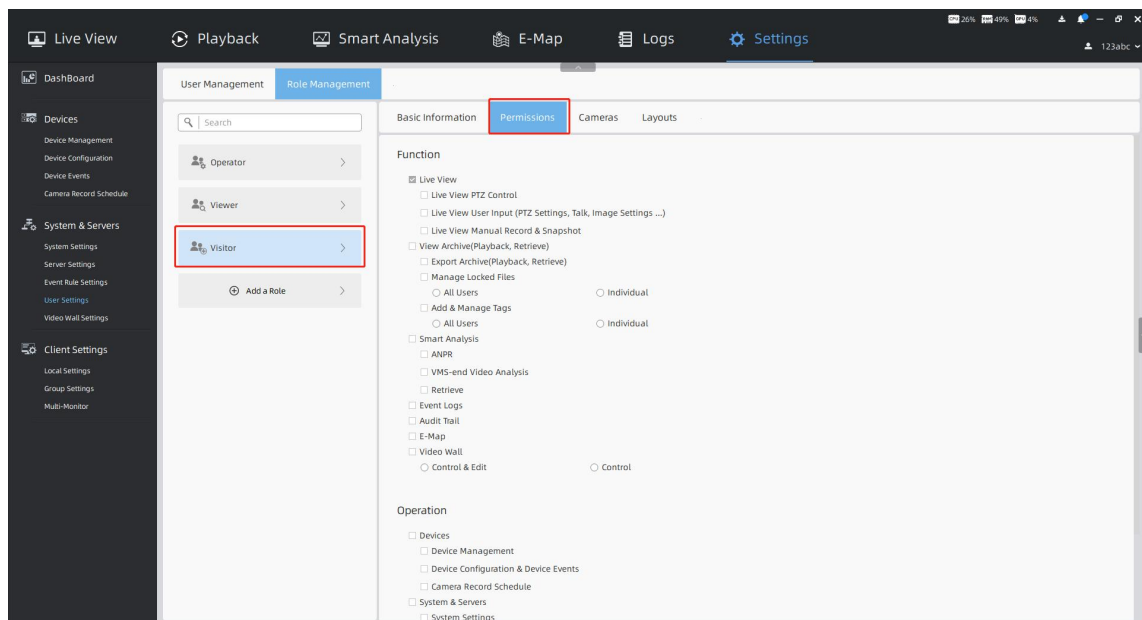 CPU 26% RAM 49% GPU 4%
Live View
Playback
Smart Analysis
E-Map
Logs
Settings
123abc
DashBoard
Devices
Device Management
Device Configuration
Device Events
Camera Record Schedule
System & Servers
System Settings
Server Settings
Event Rule Settings
User Settings
Video Wall Settings
Client Settings
Local Settings
Group Settings
Multi-Monitor
User Management
Role Management
Search
Operator
Viewer
Visitor
Add a Role
Basic Information
Permissions
Cameras
Layouts
Function
Live View
Live View PTZ Control
Live View User Input (PTZ Settings, Talk, Image Settings ...)
Live View Manual Record & Snapshot
View Archive(Playback, Retrieve)
Export Archive(Playback, Retrieve)
Manage Locked Files
All Users Individual
Add & Manage Tags
All Users Individual
Smart Analysis
ANPR
VMS-end Video Analysis
Retrieve
Event Logs
Audit Trail
E-Map
Video Wall
Control & Edit Control
Operation
Devices
Device Management
Device Configuration & Device Events
Camera Record Schedule
System & Servers
System Settings